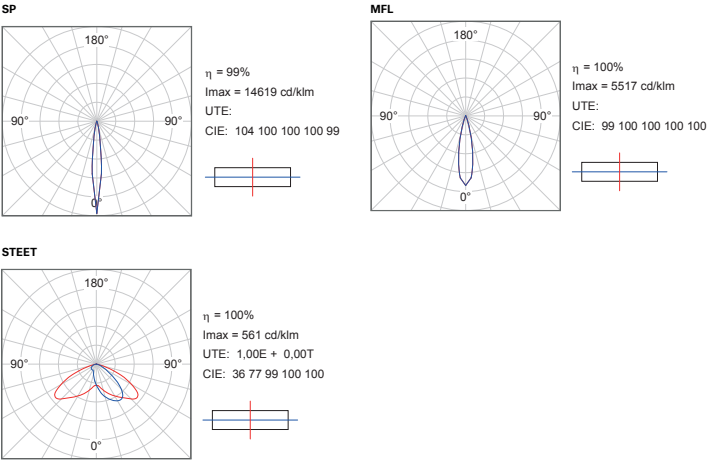 SP
180°
90°
90°
0°
η = 99%
Imax = 14619 cd/klm
UTE:
CIE: 104 100 100 100 99
MFL
180°
90°
90°
0°
η = 100%
Imax = 5517 cd/klm
UTE:
CIE: 99 100 100 100 100
STEET
180°
90°
90°
0°
η = 100%
Imax = 561 cd/klm
UTE: 1,00E + 0,00T
CIE: 36 77 99 100 100